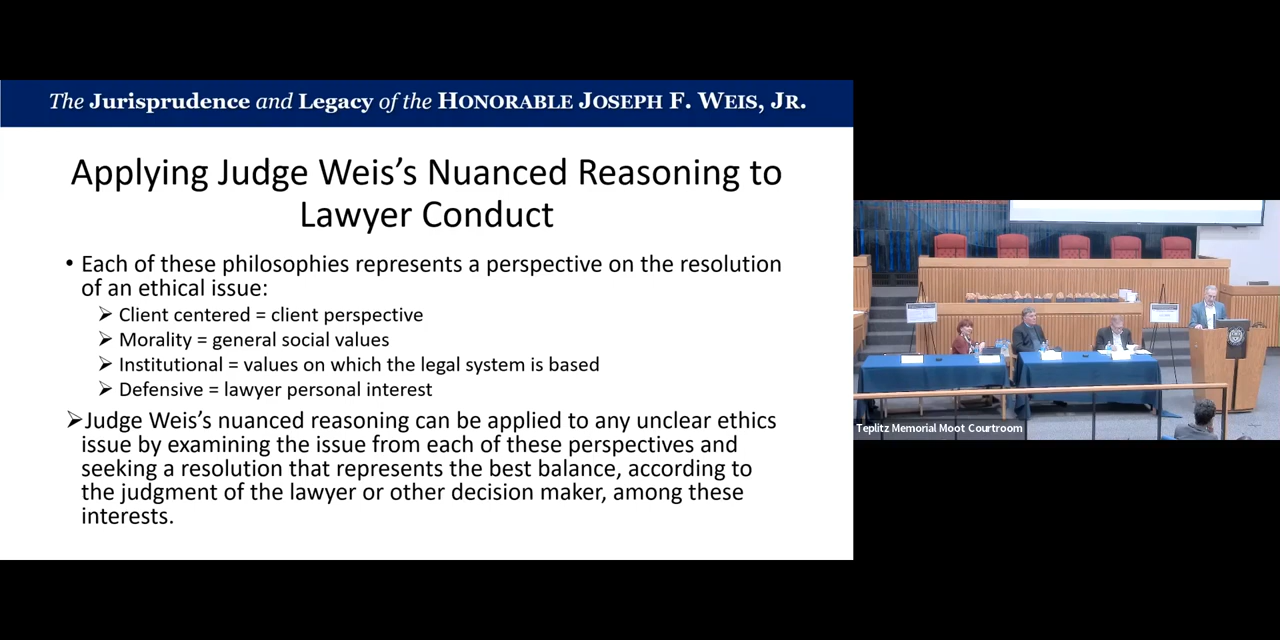 The Jurisprudence and Legacy of the HONORABLE JOSEPH F. WEIS, JR.
Applying Judge Weis’s Nuanced Reasoning to
Lawyer Conduct
• Each of these philosophies represents a perspective on the resolution
of an ethical issue:
➢ Client centered = client perspective
➢ Morality = general social values
➢ Institutional = values on which the legal system is based
➢ Defensive = lawyer personal interest
➢Judge Weis’s nuanced reasoning can be applied to any unclear ethics
issue by examining the issue from each of these perspectives and
seeking a resolution that represents the best balance, according to
the judgment of the lawyer or other decision maker, among these
interests.
Teplitz Memorial Moot Courtroom